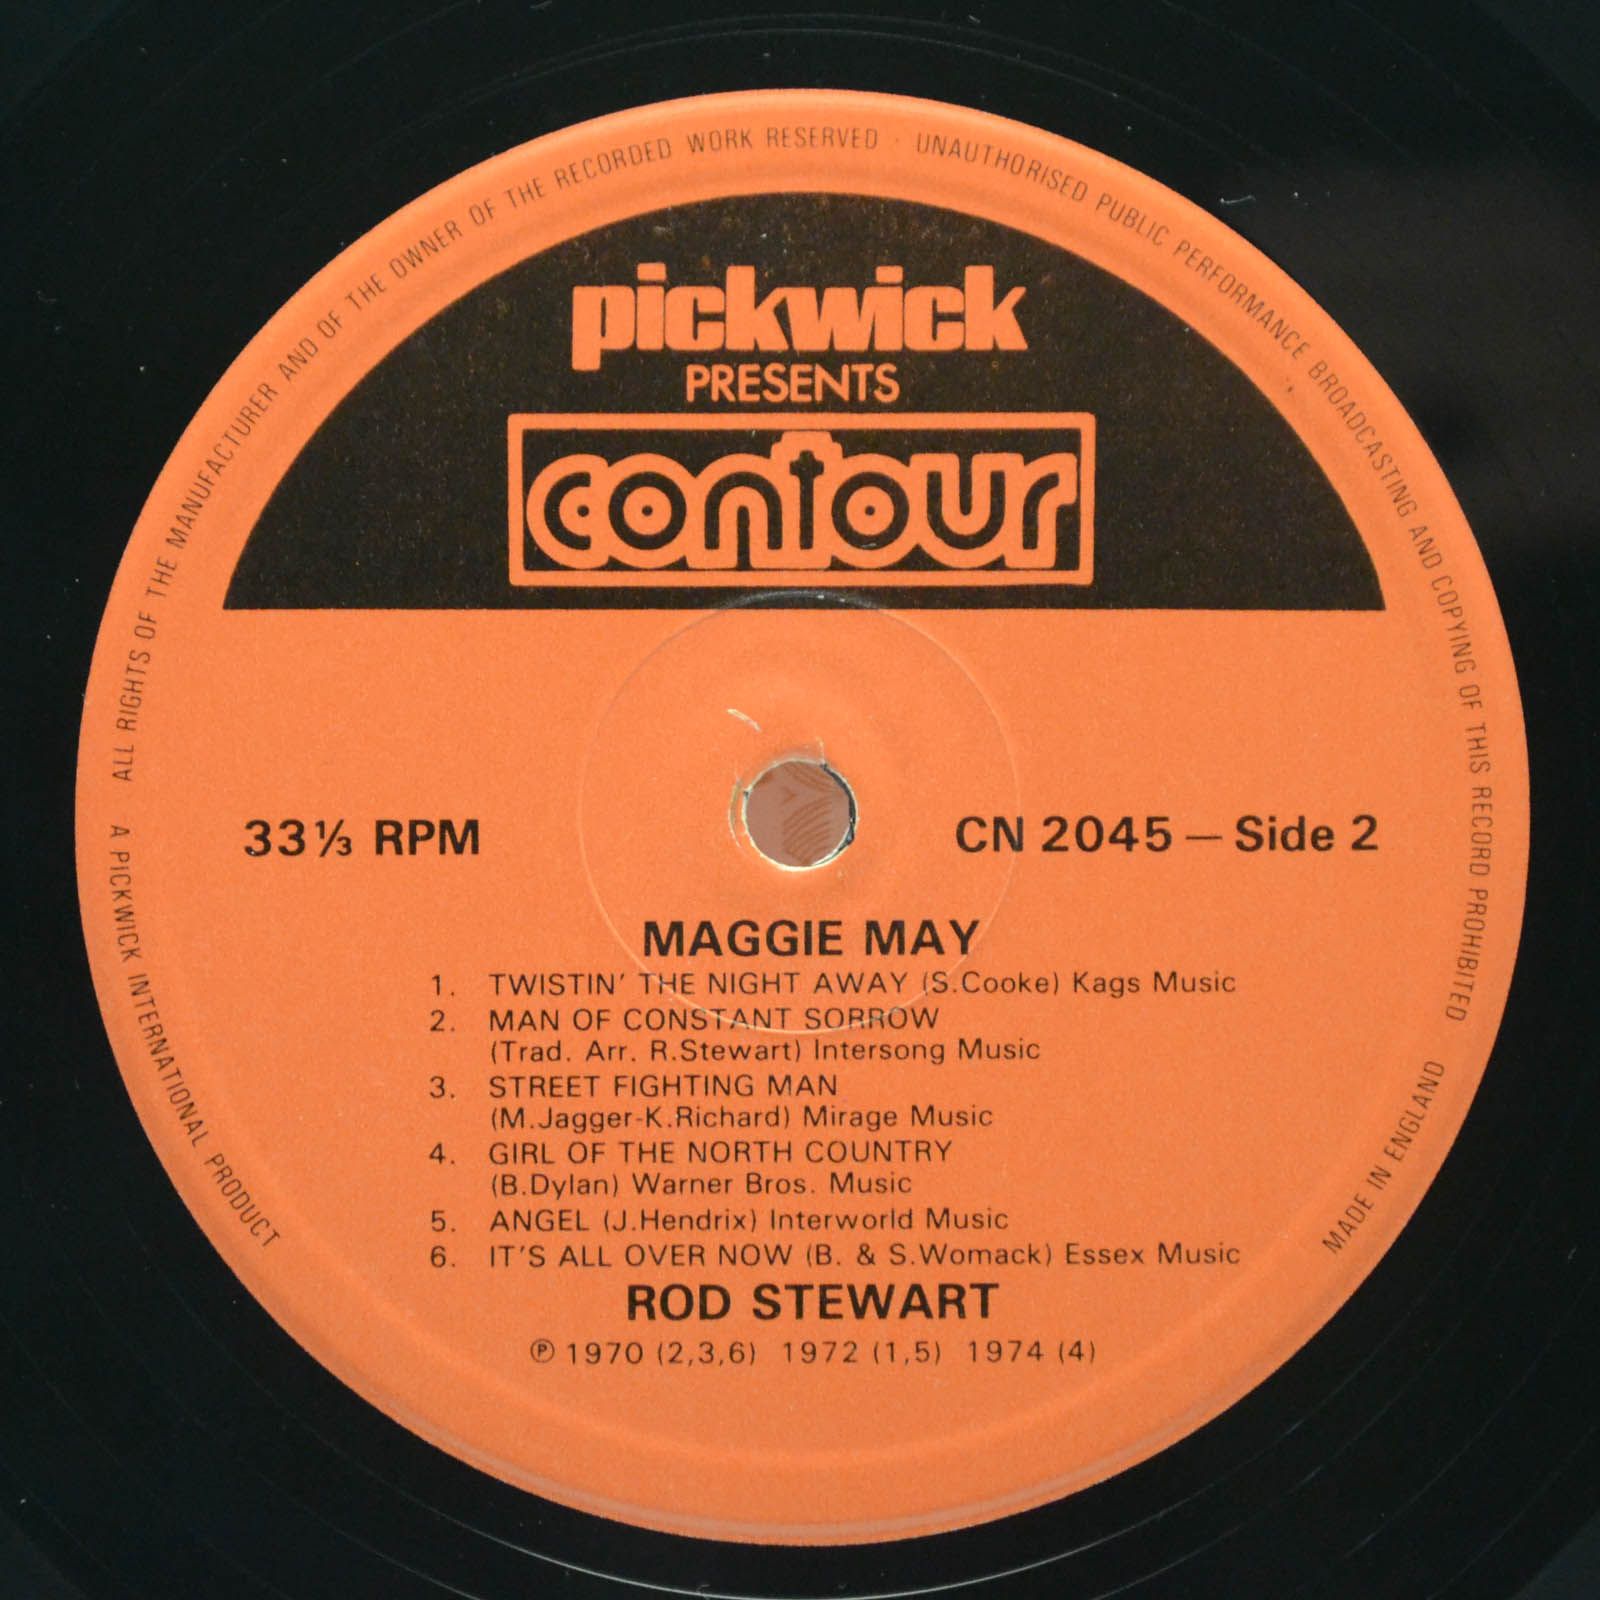 ALL RIGHTS OF THE MANUFACTURER AND OF THE OWNER OF THE RECORDED WORK RESERVED · UNAUTHORISED PUBLIC PERFORMANCE BROADCASTING AND COPYING OF THIS RECORD PROHIBITED
pickwick
PRESENTS
contour
33 ⅓ RPM
CN 2045 — Side 2
MAGGIE MAY
1. TWISTIN' THE NIGHT AWAY (S.Cooke) Kags Music
2. MAN OF CONSTANT SORROW
(Trad. Arr. R.Stewart) Intersong Music
3. STREET FIGHTING MAN
(M.Jagger-K.Richard) Mirage Music
4. GIRL OF THE NORTH COUNTRY
(B.Dylan) Warner Bros. Music
5. ANGEL (J.Hendrix) Interworld Music
6. IT'S ALL OVER NOW (B. & S.Womack) Essex Music
ROD STEWART
℗ 1970 (2,3,6) 1972 (1,5) 1974 (4)
A PICKWICK INTERNATIONAL PRODUCT
MADE IN ENGLAND